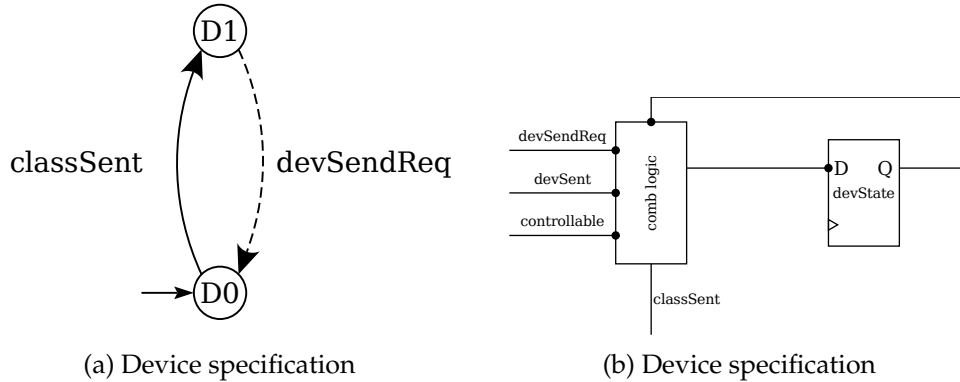 D1
classSent
devSendReq
D0
(a) Device specification
devSendReq
devSent
controllable
comb logic
D Q
devState
classSent
(b) Device specification